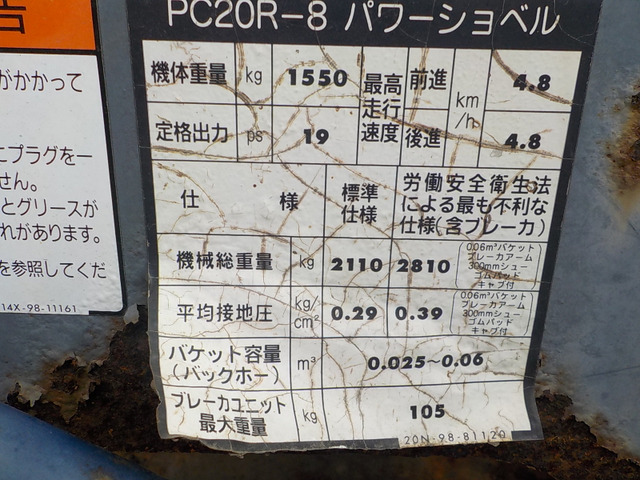 告
PC20R-8 パワーショベル
機体重量 kg 1550 最高走行速度 前進 km/h 4.8
定格出力 ps 19 後進 4.8
仕様 標準仕様 労働安全衛生法による最も不利な仕様(含ブレーカ)
機械総重量 kg 2110 2810 0.06m³バケット ブレーカアーム 300mmシュー ゴムパッド キャブ付
平均接地圧 kg/cm² 0.29 0.39 0.06m³バケット ブレーカアーム 300mmシュー ゴムパッド キャブ付
バケット容量(バックホー) m³ 0.025~0.06
ブレーカユニット最大重量 kg 105
20N-98-81120
がかかって
プラグを一
せん。
とグリースが
れがあります。
を参照してくだ
14X-98-11161